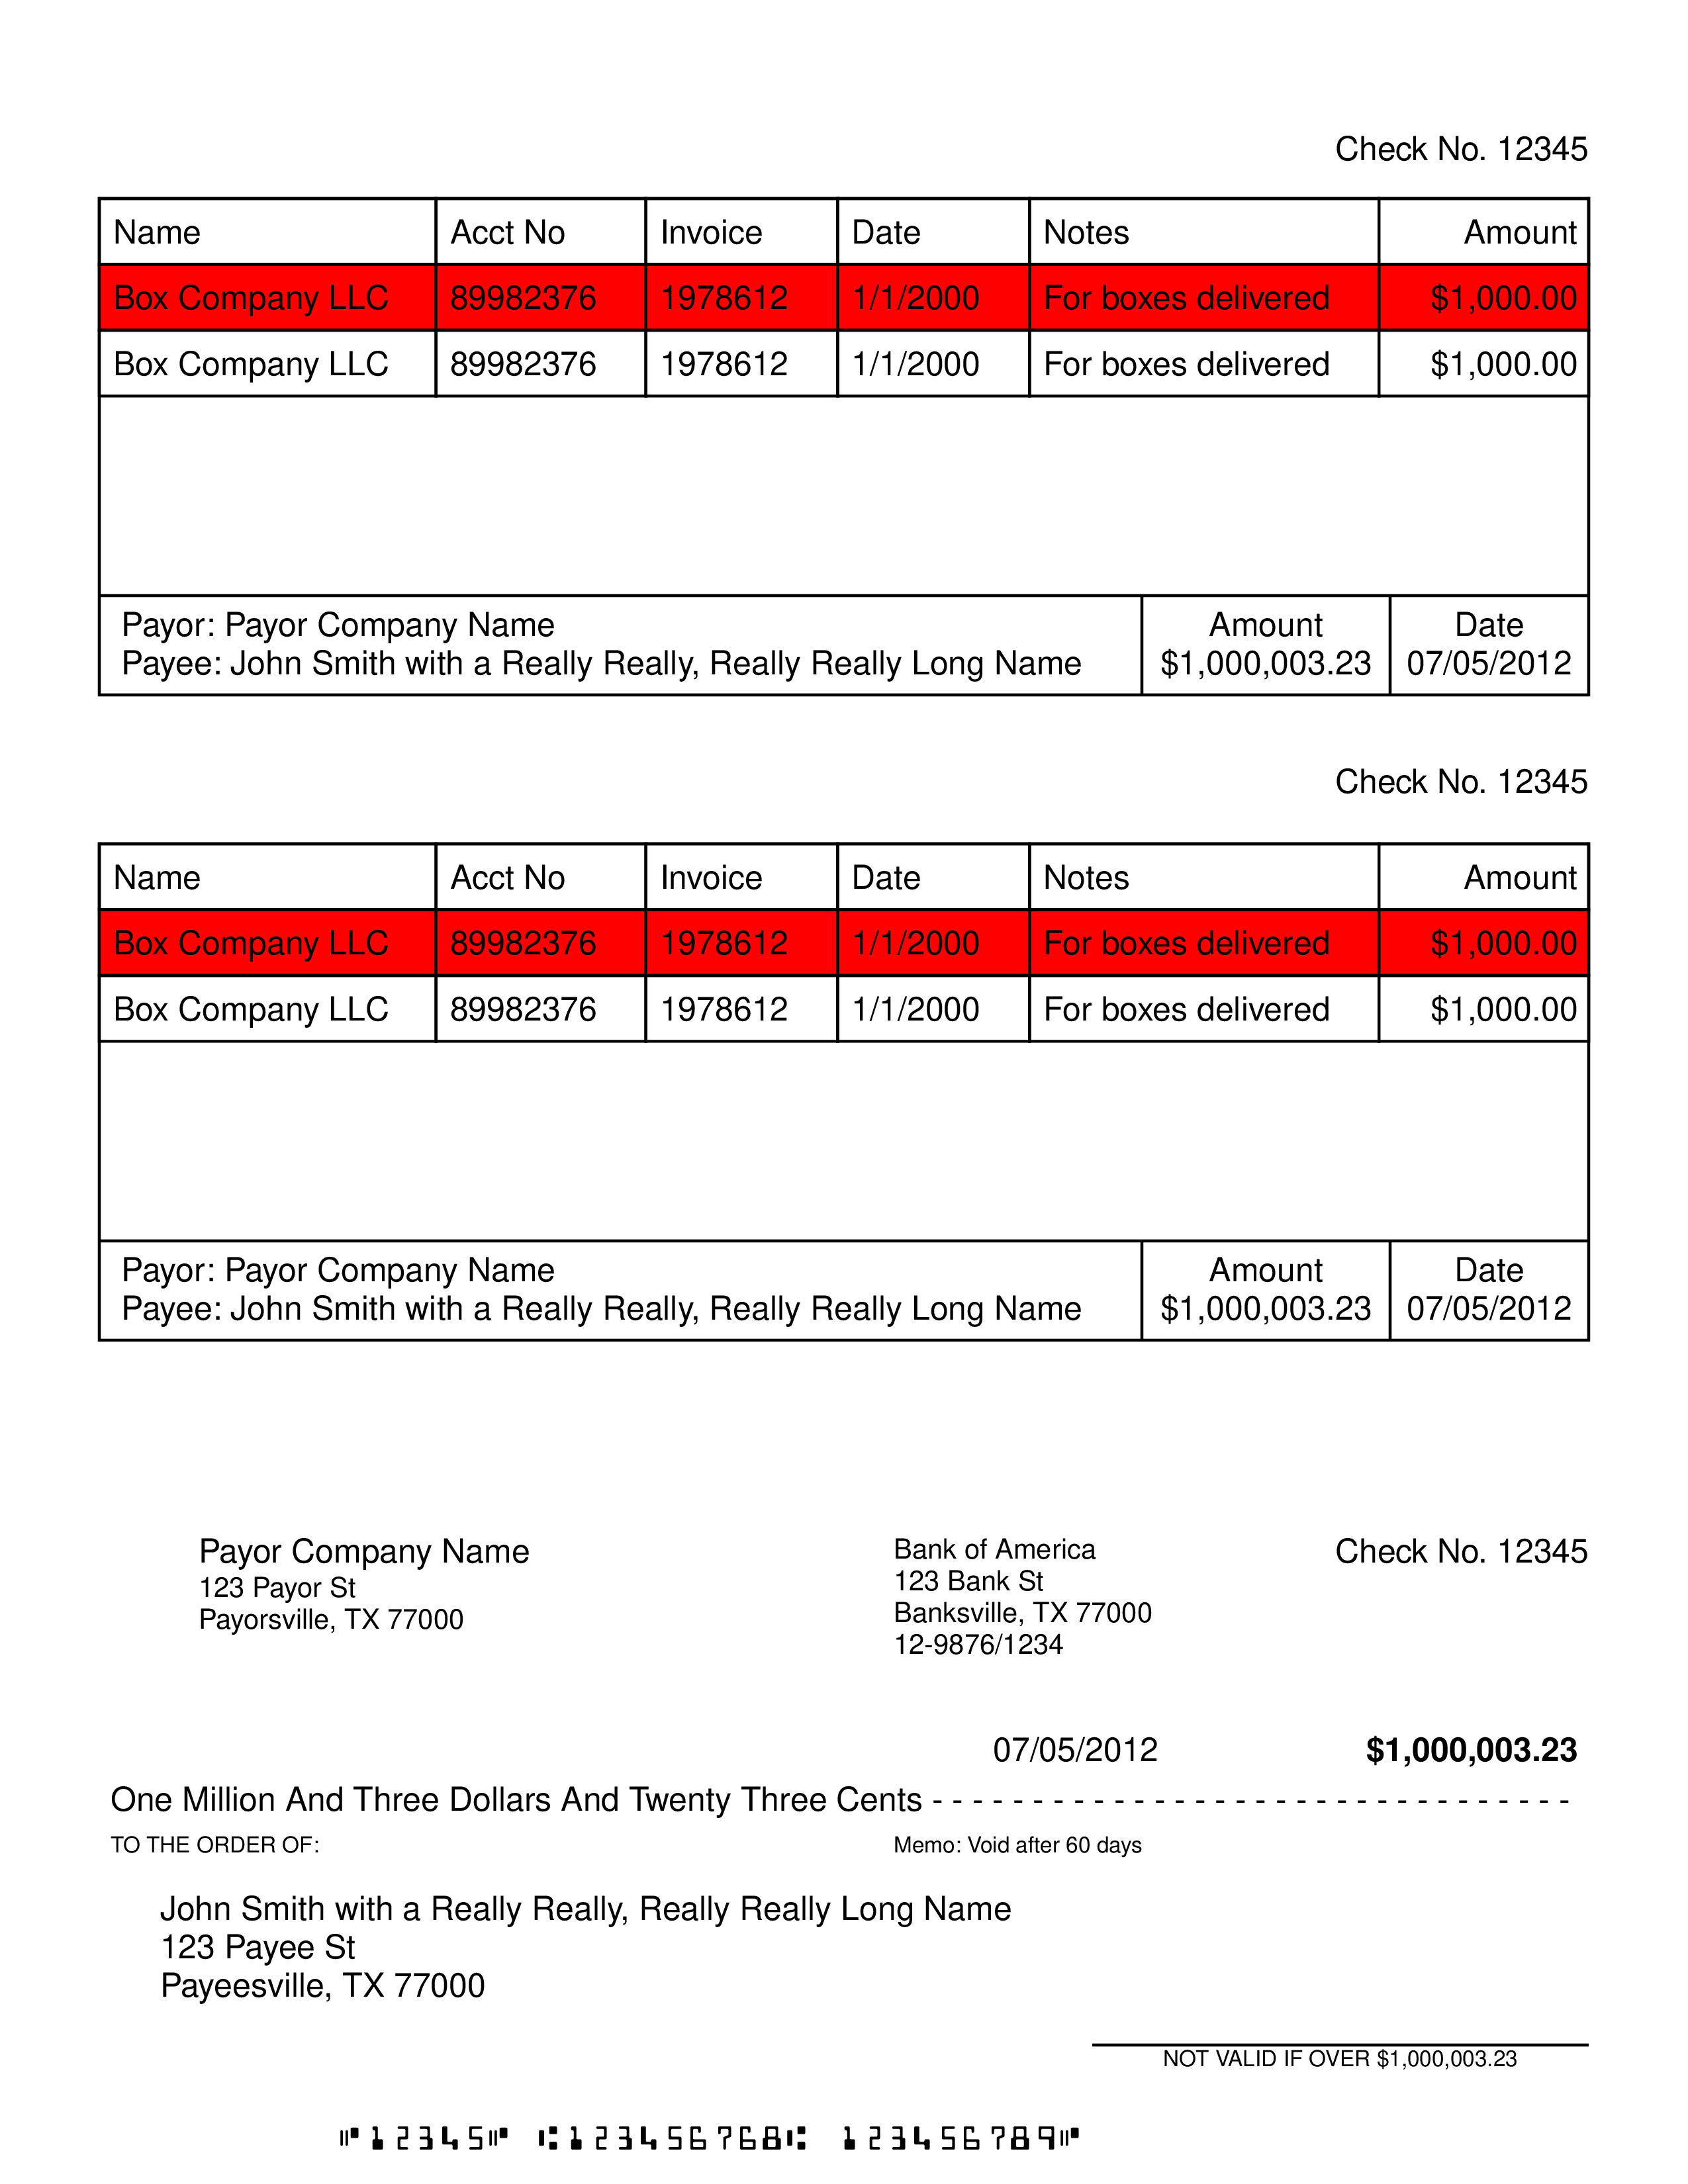 Check No. 12345
Name Acct No Invoice Date Notes Amount
Box Company LLC 89982376 1978612 1/1/2000 For boxes delivered $1,000.00
Box Company LLC 89982376 1978612 1/1/2000 For boxes delivered $1,000.00
Payor: Payor Company Name Amount Date
Payee: John Smith with a Really Really, Really Really Long Name $1,000,003.23 07/05/2012
Check No. 12345
Name Acct No Invoice Date Notes Amount
Box Company LLC 89982376 1978612 1/1/2000 For boxes delivered $1,000.00
Box Company LLC 89982376 1978612 1/1/2000 For boxes delivered $1,000.00
Payor: Payor Company Name Amount Date
Payee: John Smith with a Really Really, Really Really Long Name $1,000,003.23 07/05/2012
Payor Company Name Bank of America Check No. 12345
123 Payor St 123 Bank St
Payorsville, TX 77000 Banksville, TX 77000
12-9876/1234
07/05/2012 $1,000,003.23
One Million And Three Dollars And Twenty Three Cents - - - - - - - - - - - - - - - - - - - - - - - - - - - - - - - -
TO THE ORDER OF: Memo: Void after 60 days
John Smith with a Really Really, Really Really Long Name
123 Payee St
Payeesville, TX 77000
NOT VALID IF OVER $1,000,003.23
⑈12345⑈ ⑆123456768⑆ 123456789⑈